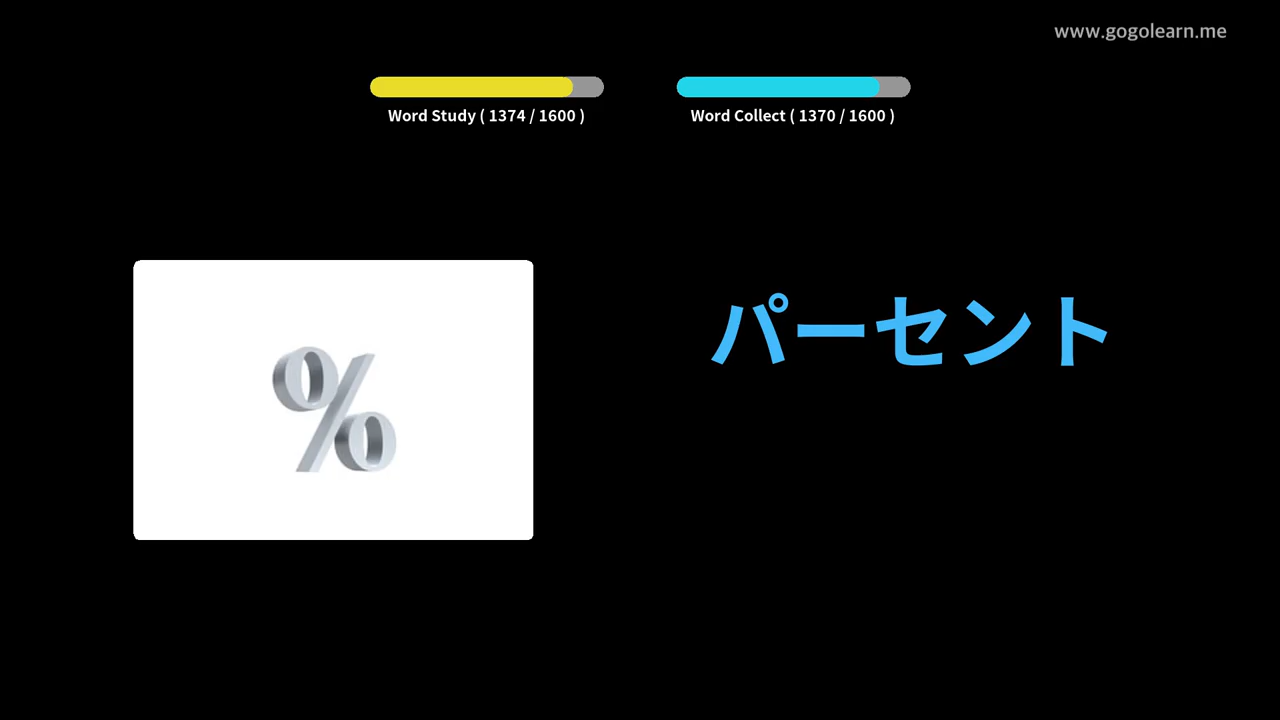 www.gogolearn.me
Word Study ( 1374 / 1600 )
Word Collect ( 1370 / 1600 )
%
パーセント